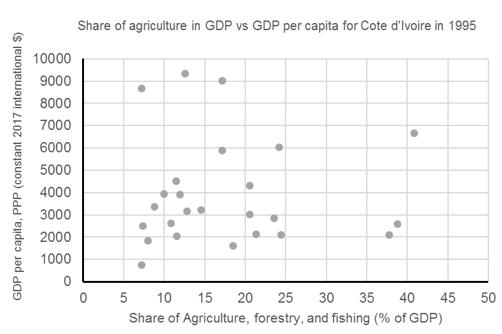 Share of agriculture in GDP vs GDP per capita for Cote d'Ivoire in 1995
GDP per capita, PPP (constant 2017 international $)
10000
9000
8000
7000
6000
5000
4000
3000
2000
1000
0
0 5 10 15 20 25 30 35 40 45 50
Share of Agriculture, forestry, and fishing (% of GDP)